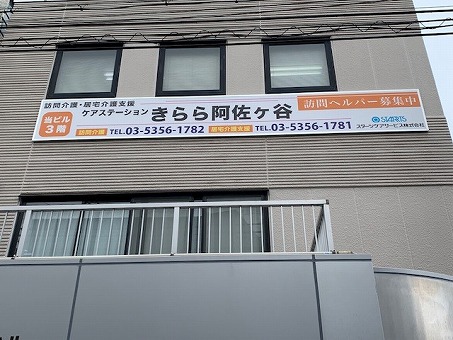 訪問介護・居宅介護支援
ケアステーション きらら阿佐ヶ谷
訪問ヘルパー募集中
当ビル
3階
訪問介護 TEL.03-5356-1782 居宅介護支援 TEL.03-5356-1781
STARTS
スターツケアサービス株式会社